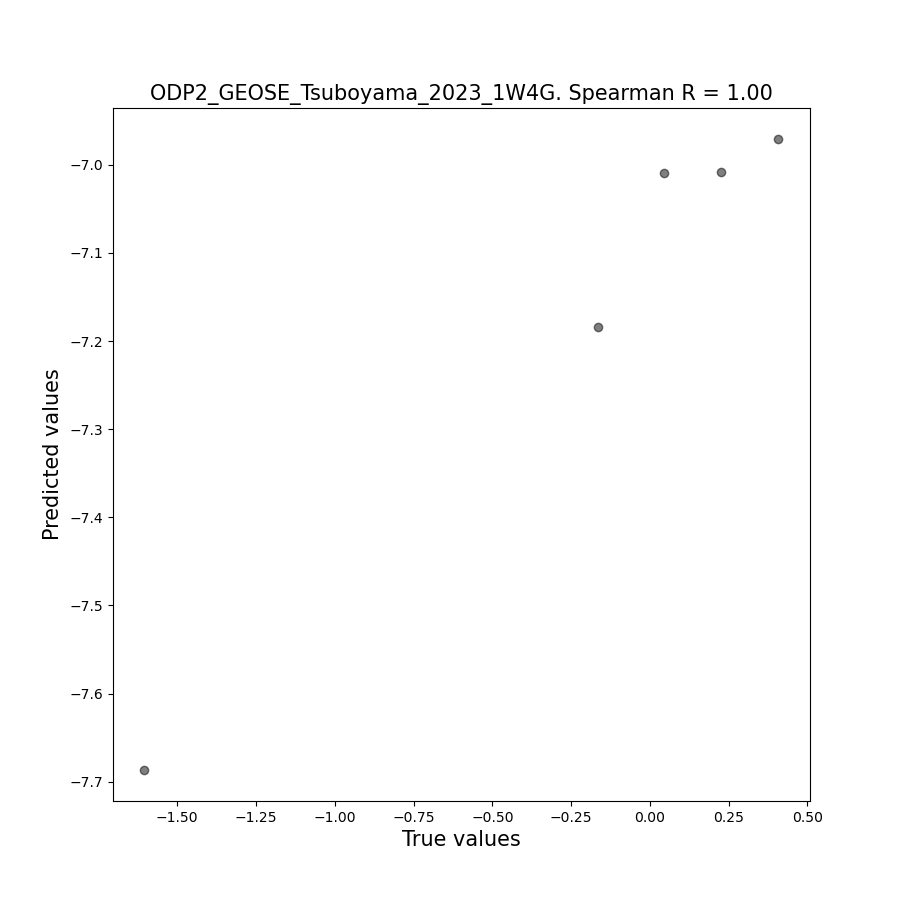 ODP2_GEOSE_Tsuboyama_2023_1W4G. Spearman R = 1.00
−7.0
−7.1
−7.2
−7.3
−7.4
−7.5
−7.6
−7.7
Predicted values
−1.50 −1.25 −1.00 −0.75 −0.50 −0.25 0.00 0.25 0.50
True values